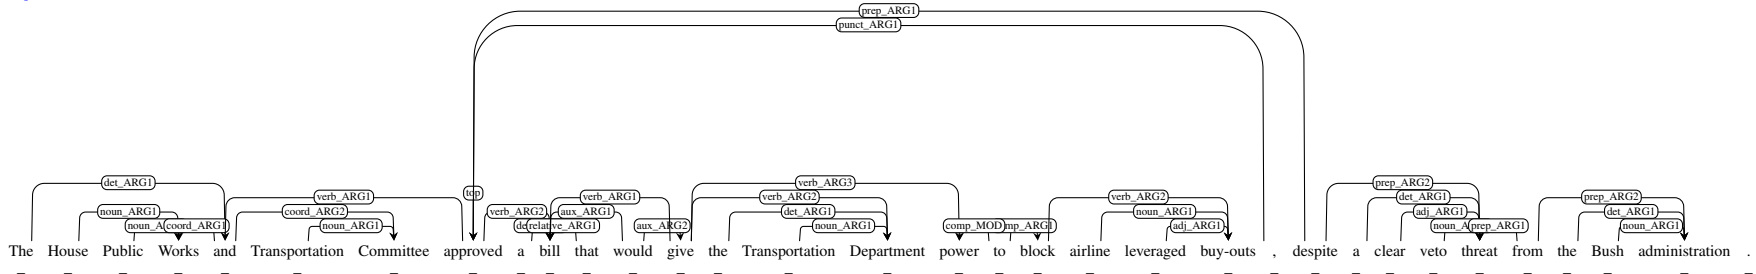 prep_ARG1
punct_ARG1
det_ARG1 top verb_ARG3 prep_ARG2
verb_ARG1 verb_ARG1 verb_ARG2 verb_ARG2 det_ARG1 prep_ARG2
noun_ARG1 coord_ARG2 verb_ARG2 aux_ARG1 det_ARG1 noun_ARG1 adj_ARG1 det_ARG1
coord_ARG1 noun_ARG1 aux_ARG2 noun_ARG1 comp_MOD adj_ARG1 prep_ARG1 noun_ARG1
The House Public Works and Transportation Committee approved a bill that would give the Transportation Department power to block airline leveraged buy-outs , despite a clear veto threat from the Bush administration .